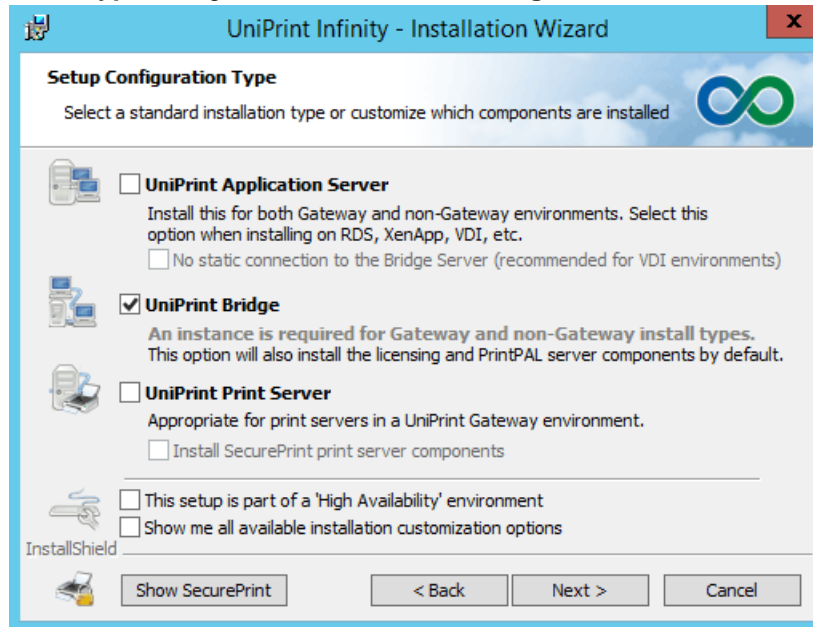 UniPrint Infinity - Installation Wizard
x
Setup Configuration Type
Select a standard installation type or customize which components are installed
UniPrint Application Server
Install this for both Gateway and non-Gateway environments. Select this
option when installing on RDS, XenApp, VDI, etc.
No static connection to the Bridge Server (recommended for VDI environments)
UniPrint Bridge
An instance is required for Gateway and non-Gateway install types.
This option will also install the licensing and PrintPAL server components by default.
UniPrint Print Server
Appropriate for print servers in a UniPrint Gateway environment.
Install SecurePrint print server components
This setup is part of a 'High Availability' environment
Show me all available installation customization options
InstallShield
Show SecurePrint
< Back
Next >
Cancel